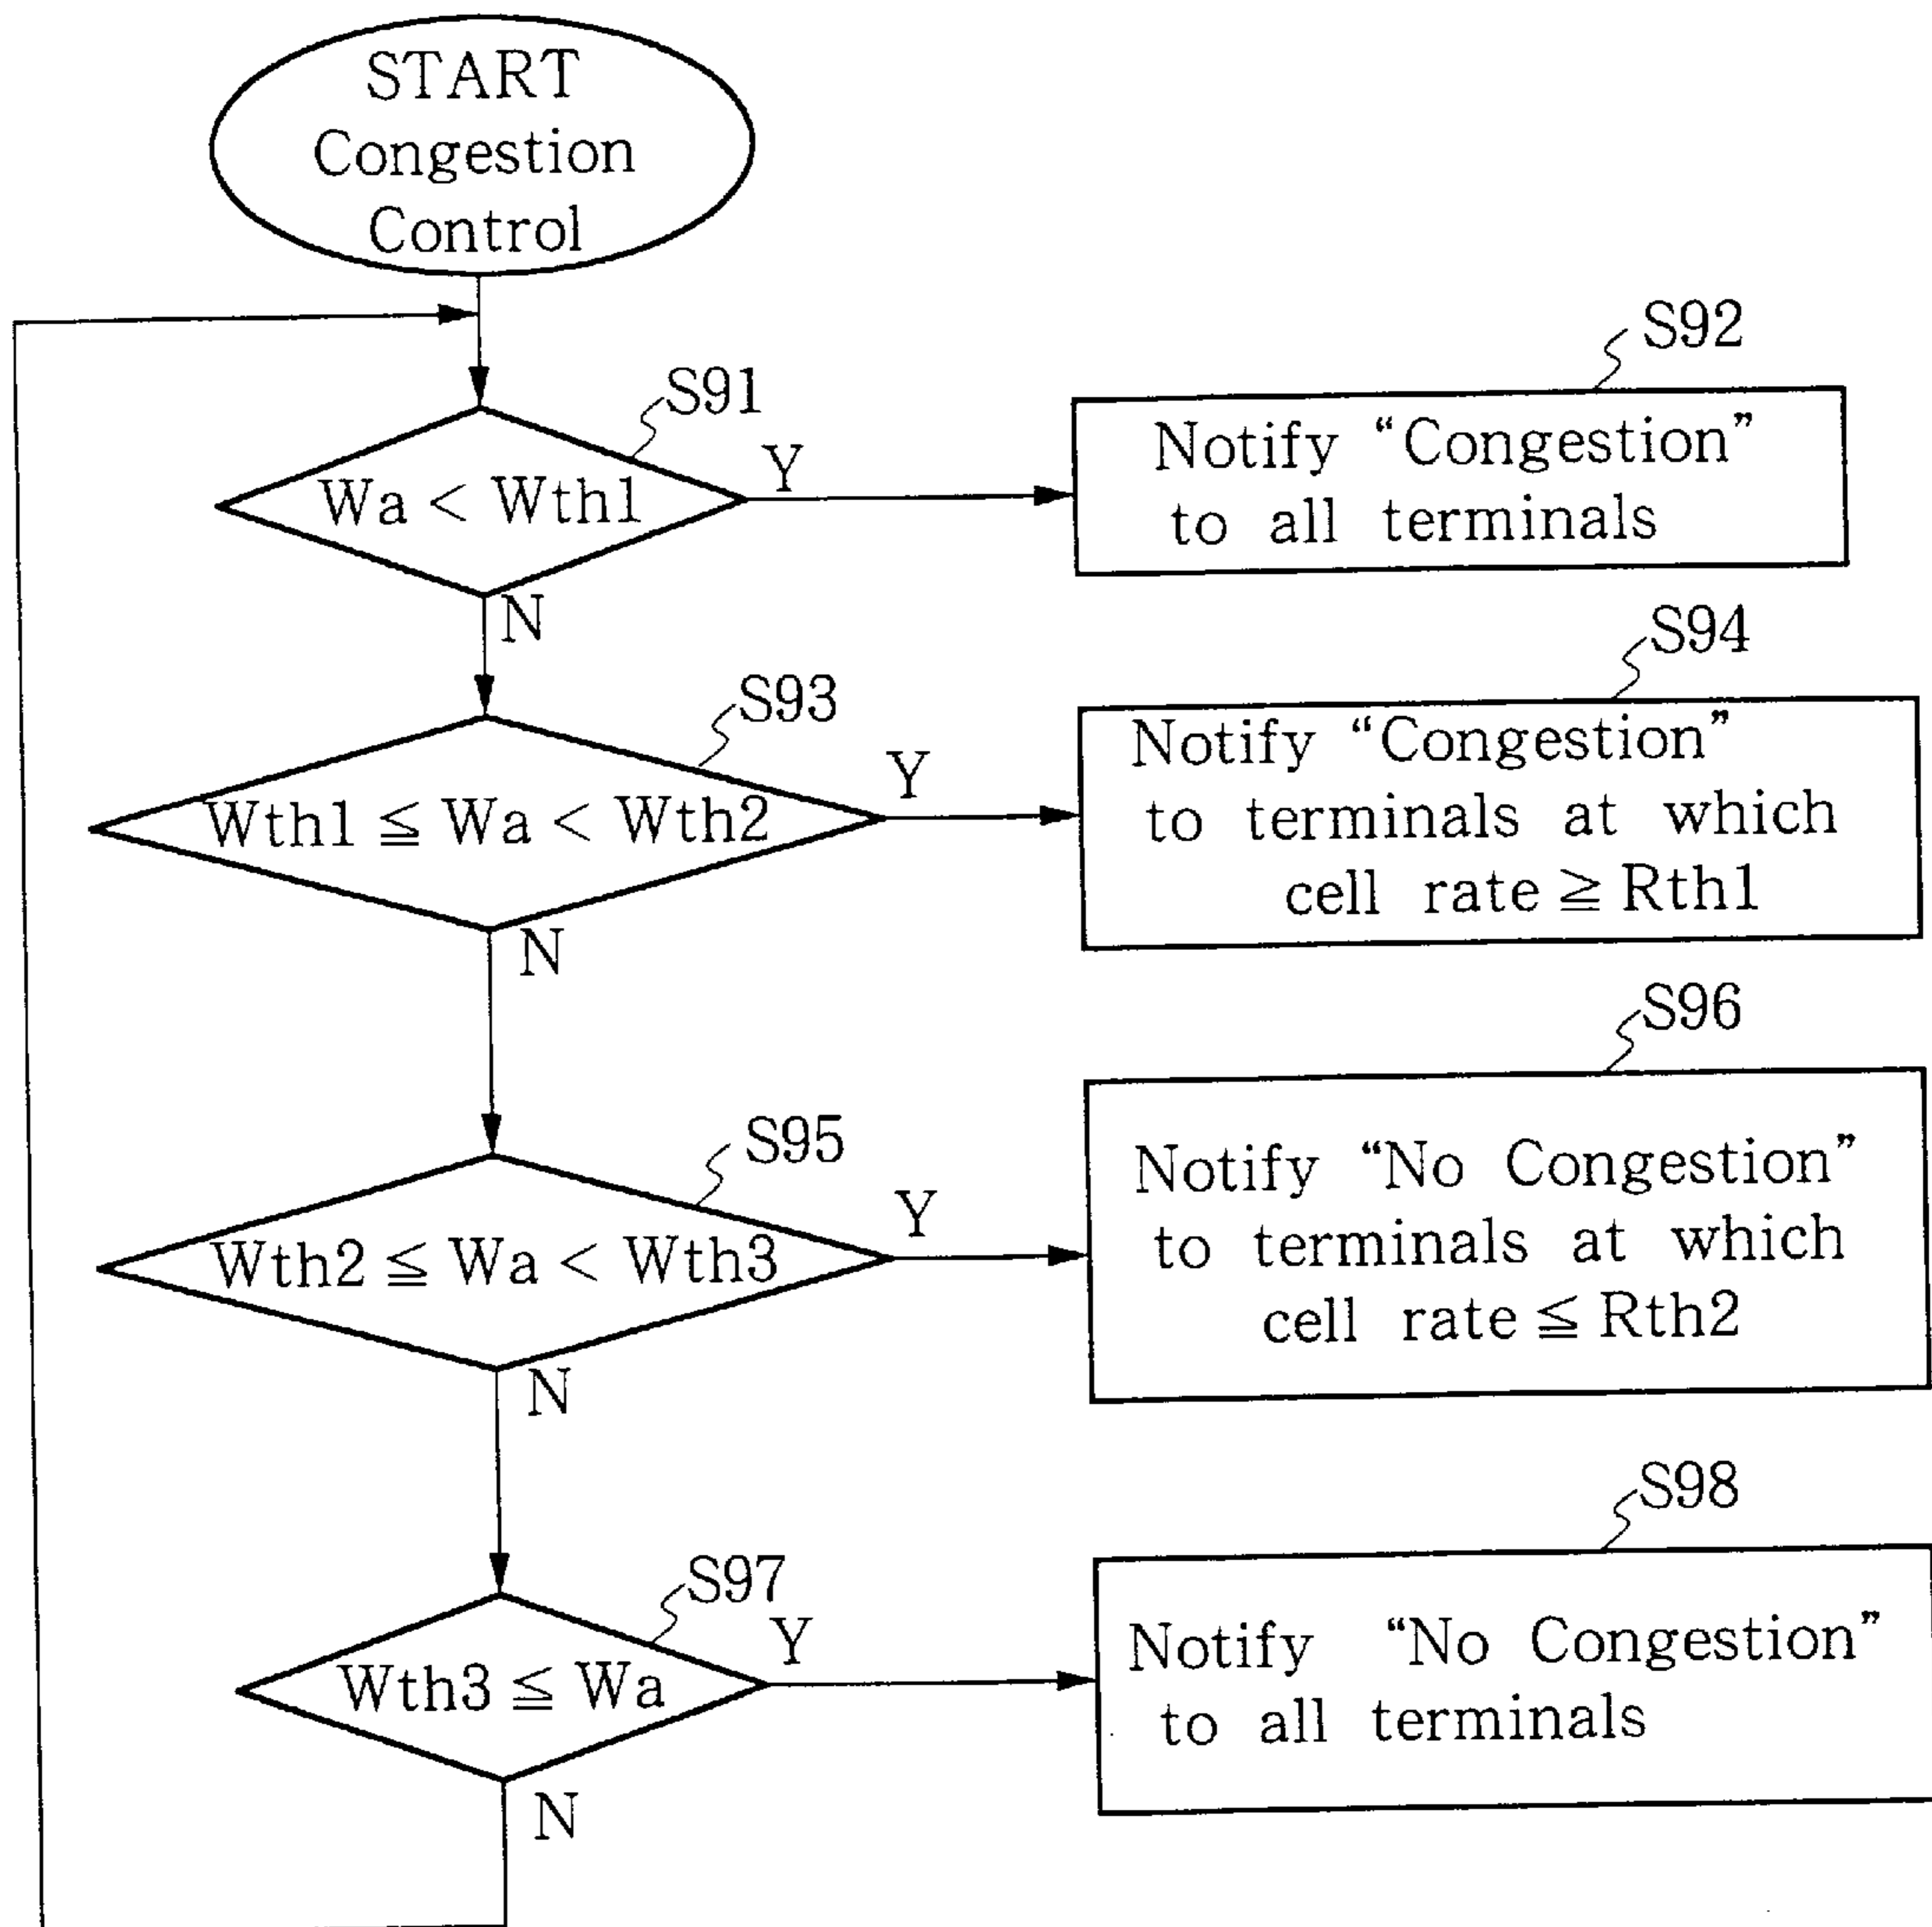 START
Congestion
Control
S91
Wa < Wth1
Y
N
S92
Notify “Congestion”
to all terminals
S93
Wth1 ≦ Wa < Wth2
Y
N
S94
Notify “Congestion”
to terminals at which
cell rate ≧ Rth1
S95
Wth2 ≦ Wa < Wth3
Y
N
S96
Notify “No Congestion”
to terminals at which
cell rate ≦ Rth2
S97
Wth3 ≦ Wa
Y
N
S98
Notify “No Congestion”
to all terminals